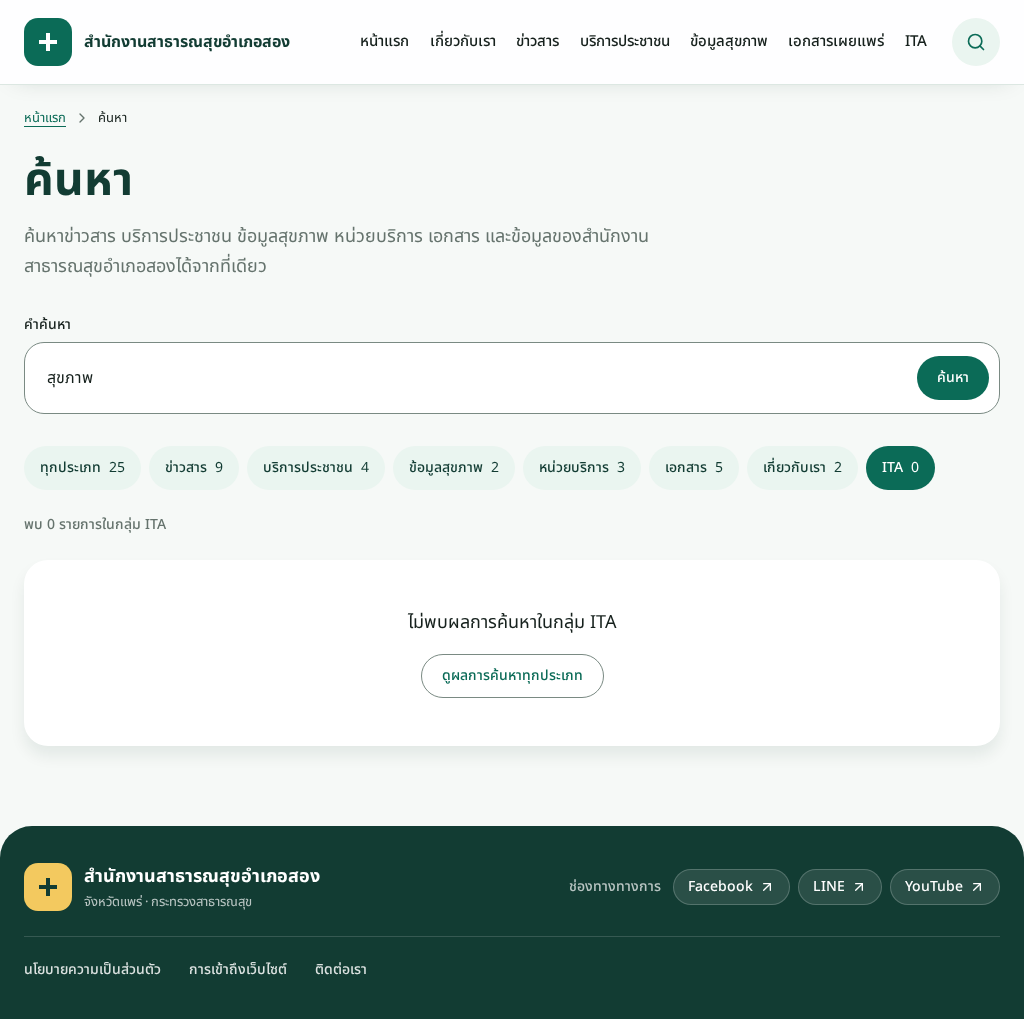 สำนักงานสาธารณสุขอำเภอสอง
หน้าแรก เกี่ยวกับเรา ข่าวสาร บริการประชาชน ข้อมูลสุขภาพ เอกสารเผยแพร่ ITA
หน้าแรก ค้นหา
ค้นหา
ค้นหาข่าวสาร บริการประชาชน ข้อมูลสุขภาพ หน่วยบริการ เอกสาร และข้อมูลของสำนักงาน
สาธารณสุขอำเภอสองได้จากที่เดียว
คำค้นหา
สุขภาพ ค้นหา
ทุกประเภท 25 ข่าวสาร 9 บริการประชาชน 4 ข้อมูลสุขภาพ 2 หน่วยบริการ 3 เอกสาร 5 เกี่ยวกับเรา 2 ITA 0
พบ 0 รายการในกลุ่ม ITA
ไม่พบผลการค้นหาในกลุ่ม ITA
ดูผลการค้นหาทุกประเภท
สำนักงานสาธารณสุขอำเภอสอง
จังหวัดแพร่ · กระทรวงสาธารณสุข
ช่องทางทางการ Facebook LINE YouTube
นโยบายความเป็นส่วนตัว การเข้าถึงเว็บไซต์ ติดต่อเรา